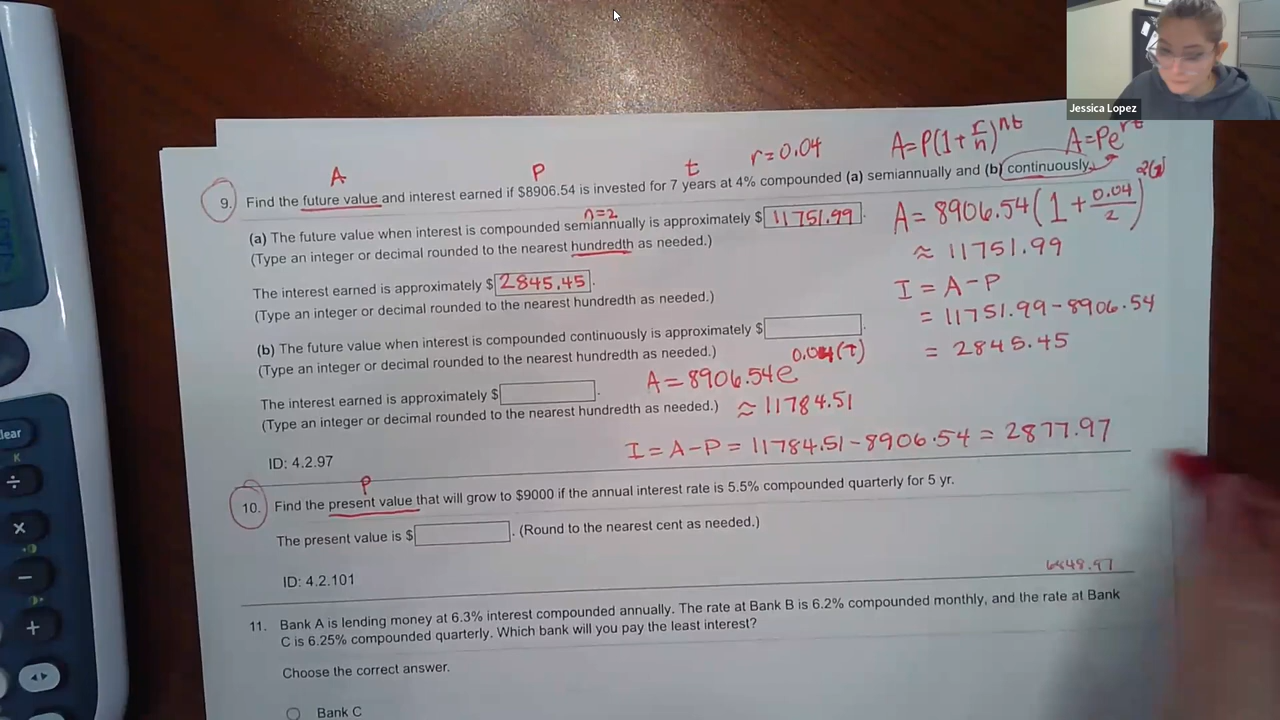 Jessica Lopez
A=P(1+r/n)^nt A=Pe^rt
A P t r=0.04
9. Find the future value and interest earned if $8906.54 is invested for 7 years at 4% compounded (a) semiannually and (b) continuously.
n=2
(a) The future value when interest is compounded semiannually is approximately $ 11751.99.
(Type an integer or decimal rounded to the nearest hundredth as needed.)
The interest earned is approximately $ 2845.45.
(Type an integer or decimal rounded to the nearest hundredth as needed.)
A = 8906.54(1+0.04/2)^2(7)
≈ 11751.99
I = A-P
= 11751.99-8906.54
= 2845.45
(b) The future value when interest is compounded continuously is approximately $ .
(Type an integer or decimal rounded to the nearest hundredth as needed.)
A=8906.54e^0.04(7)
≈ 11784.51
The interest earned is approximately $ .
(Type an integer or decimal rounded to the nearest hundredth as needed.)
I = A-P = 11784.51-8906.54 = 2877.97
ID: 4.2.97
P
10. Find the present value that will grow to $9000 if the annual interest rate is 5.5% compounded quarterly for 5 yr.
The present value is $ . (Round to the nearest cent as needed.)
ID: 4.2.101
11. Bank A is lending money at 6.3% interest compounded annually. The rate at Bank B is 6.2% compounded monthly, and the rate at Bank
C is 6.25% compounded quarterly. Which bank will you pay the least interest?
Choose the correct answer.
Bank C
lear
K
÷
×
−
+